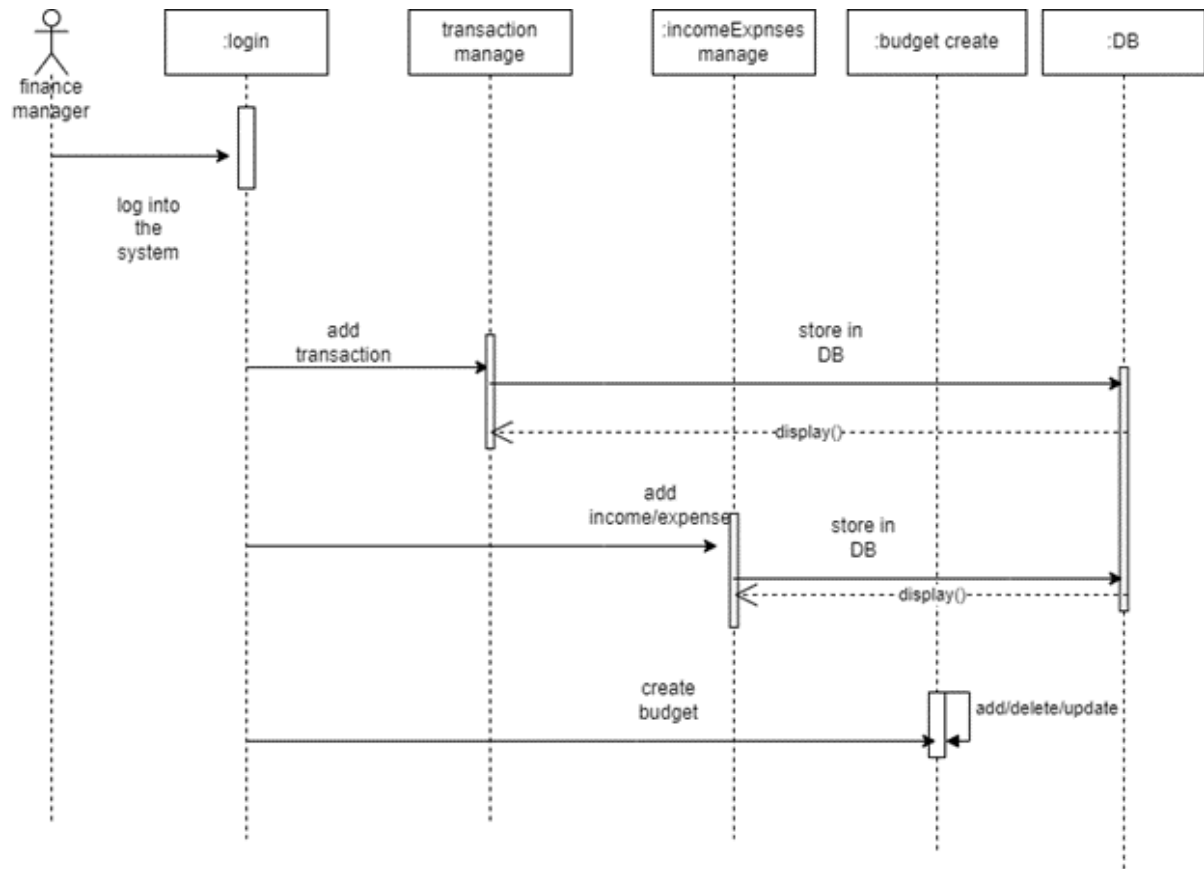 :login
transaction
manage
:incomeExpnses
manage
:budget create
:DB
finance
manager
log into
the
system
add
transaction
store in
DB
display()
add
income/expense
store in
DB
display()
create
budget
add/delete/update